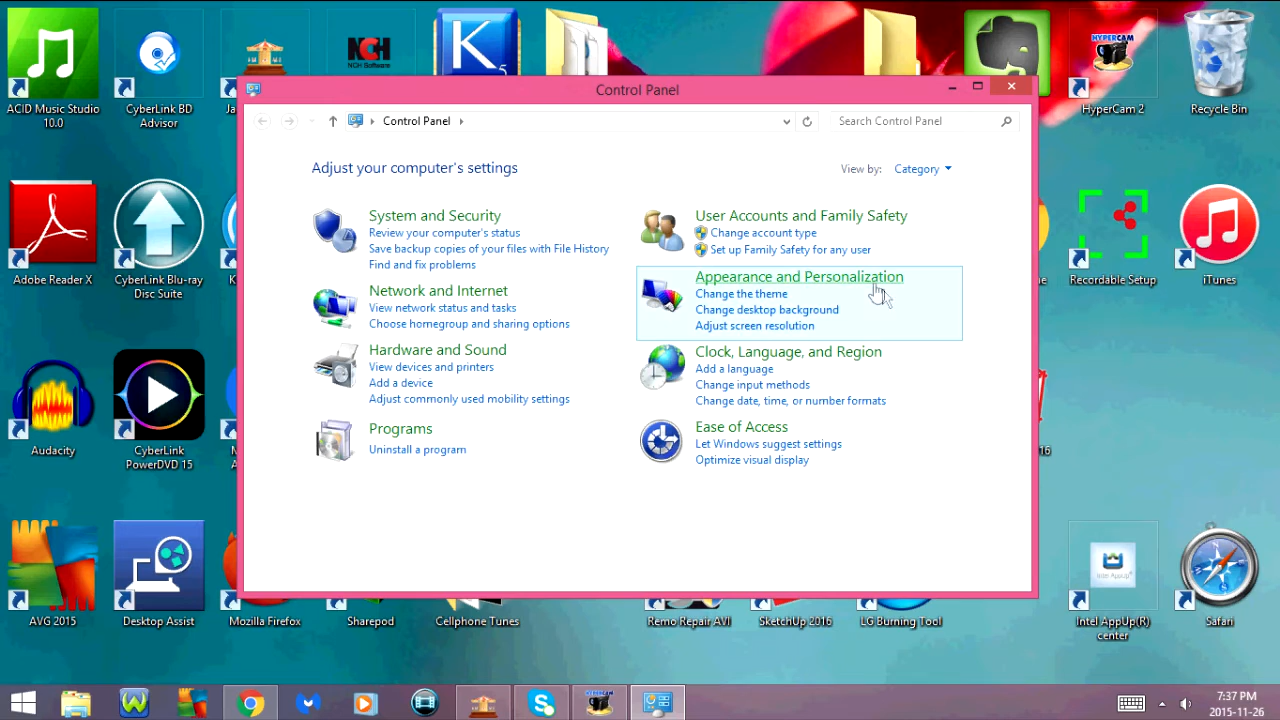 ACID Music Studio
10.0
CyberLink BD
Advisor
Ja
NCH
NCH Software
K
5
HYPERCAM
HyperCam 2
Recycle Bin
Control Panel
Control Panel
Search Control Panel
Adjust your computer's settings
View by:
Category
System and Security
Review your computer's status
Save backup copies of your files with File History
Find and fix problems
Network and Internet
View network status and tasks
Choose homegroup and sharing options
Hardware and Sound
View devices and printers
Add a device
Adjust commonly used mobility settings
Programs
Uninstall a program
User Accounts and Family Safety
Change account type
Set up Family Safety for any user
Appearance and Personalization
Change the theme
Change desktop background
Adjust screen resolution
Clock, Language, and Region
Add a language
Change input methods
Change date, time, or number formats
Ease of Access
Let Windows suggest settings
Optimize visual display
Adobe Reader X
CyberLink Blu-ray
Disc Suite
K
Recordable Setup
iTunes
Audacity
CyberLink
PowerDVD 15
16
AVG 2015
Desktop Assist
Mozilla Firefox
Sharepod
Cellphone Tunes
Remo Repair AVI
SketchUp 2016
LG Burning Tool
Intel AppUp
Intel AppUp(R)
center
Safari
7:37 PM
2015-11-26